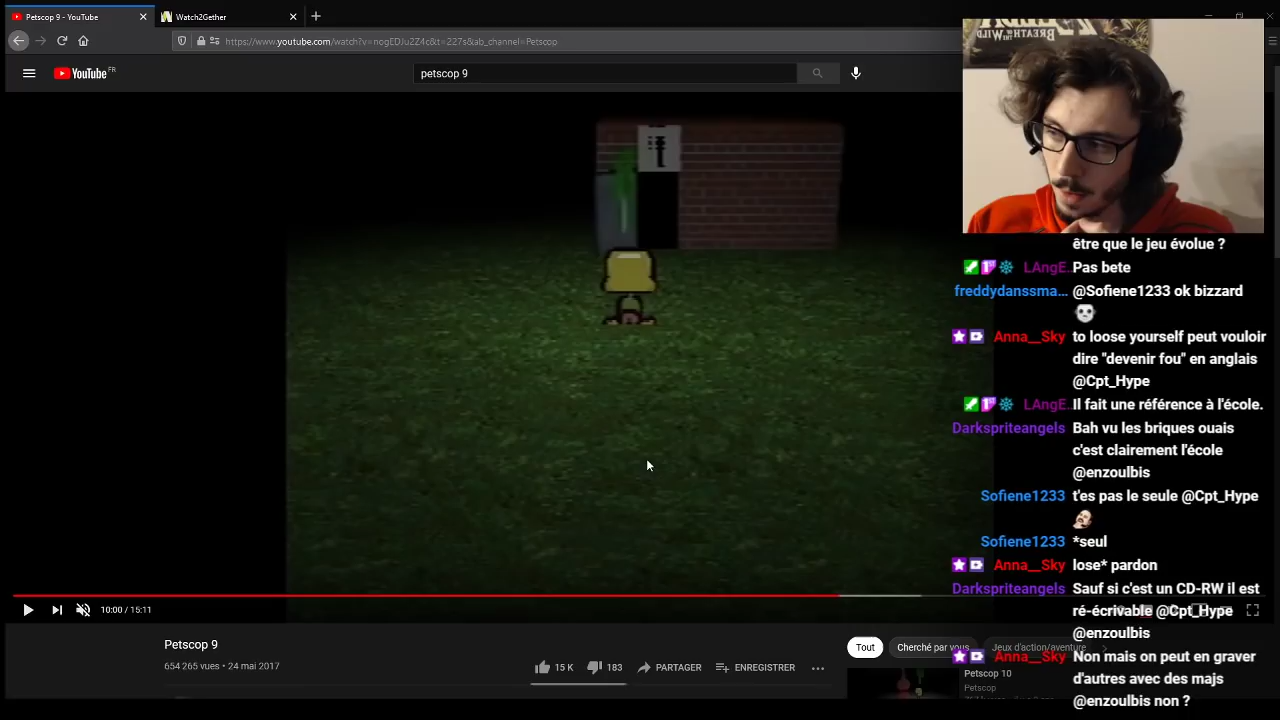 Petscop 9 - YouTube
Watch2Gether
https://www.youtube.com/watch?v=nogEDJu2Z4c&t=227s&ab_channel=Petscop
YouTube FR
petscop 9
être que le jeu évolue ?
LAngE… Pas bete
freddydanssma… @Sofiene1233 ok bizzard
Anna__Sky to loose yourself peut vouloir
dire "devenir fou" en anglais
@Cpt_Hype
LAngE… Il fait une référence à l'école.
Darkspriteangels Bah vu les briques ouais
c'est clairement l'école
@enzoulbis
Sofiene1233 t'es pas le seule @Cpt_Hype
Sofiene1233 *seul
Anna__Sky lose* pardon
Darkspriteangels Sauf si c'est un CD-RW il est
ré-écrivable @Cpt_Hype
@enzoulbis
Anna__Sky Non mais on peut en graver
d'autres avec des majs
@enzoulbis non ?
10:00 / 15:11
Petscop 9
654 265 vues • 24 mai 2017
15 K
183
PARTAGER
ENREGISTRER
Tout
Cherché par vous
Jeux d'action/aventure
Petscop 10
Petscop